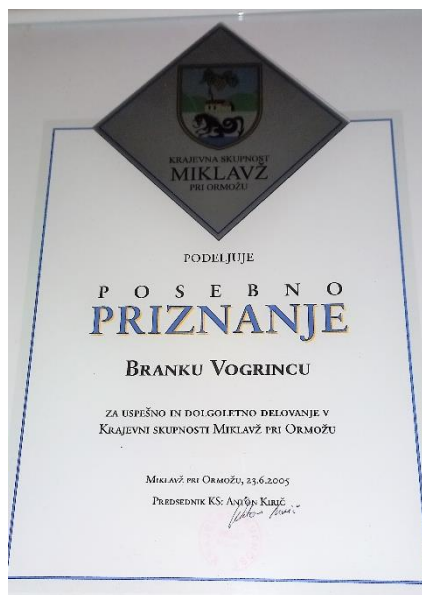 KRAJEVNA SKUPNOST
MIKLAVŽ
PRI ORMOŽU
PODELJUJE
POSEBNO
PRIZNANJE
BRANKU VOGRINCU
ZA USPEŠNO IN DOLGOLETNO DELOVANJE V
KRAJEVNI SKUPNOSTI MIKLAVŽ PRI ORMOŽU
MIKLAVŽ PRI ORMOŽU, 23.6.2005
PREDSEDNIK KS: ANTON KIRIČ